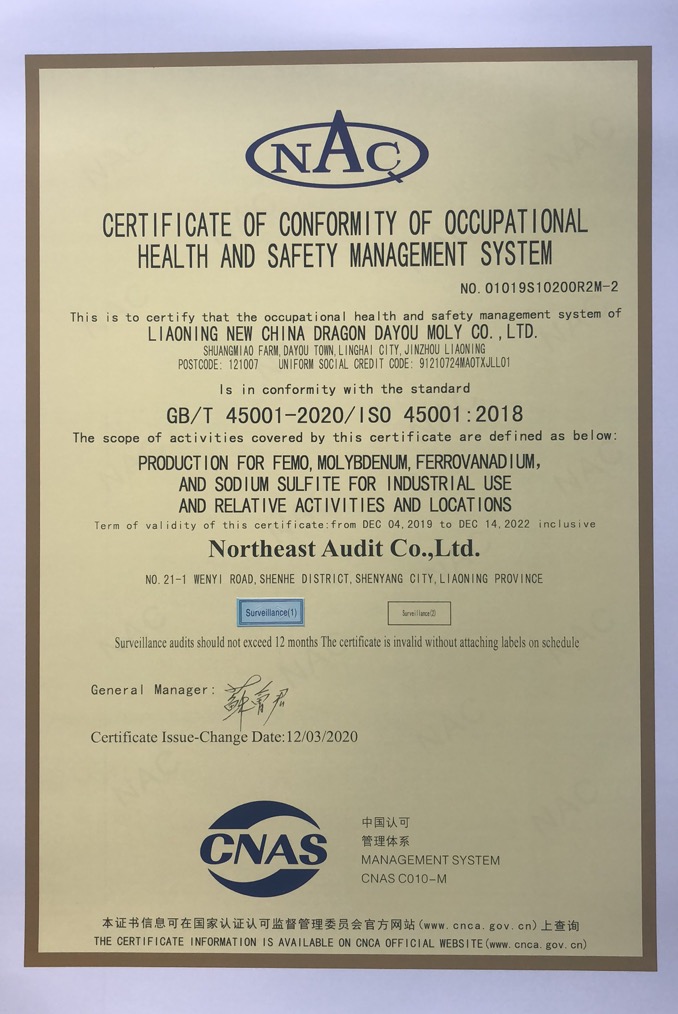 NAC
CERTIFICATE OF CONFORMITY OF OCCUPATIONAL
HEALTH AND SAFETY MANAGEMENT SYSTEM
NO. 01019S10200R2M-2
This is to certify that the occupational health and safety management system of
LIAONING NEW CHINA DRAGON DAYOU MOLY CO.,LTD.
SHUANGMIAO FARM,DAYOU TOWN,LINGHAI CITY,JINZHOU LIAONING
POSTCODE: 121007 UNIFORM SOCIAL CREDIT CODE: 91210724MA0TXJLL01
Is in conformity with the standard
GB/T 45001-2020/ISO 45001:2018
The scope of activities covered by this certificate are defined as below:
PRODUCTION FOR FEMO,MOLYBDENUM,FERROVANADIUM,
AND SODIUM SULFITE FOR INDUSTRIAL USE
AND RELATIVE ACTIVITIES AND LOCATIONS
Term of validity of this certificate:from DEC 04,2019 to DEC 14,2022 inclusive
Northeast Audit Co.,Ltd.
NO.21-1 WENYI ROAD,SHENHE DISTRICT,SHENYANG CITY,LIAONING PROVINCE
Surveillance(1) Surveillance(2)
Surveillance audits should not exceed 12 months The certificate is invalid without attaching labels on schedule
General Manager:
Certificate Issue-Change Date:12/03/2020
CNAS
中国认可
管理体系
MANAGEMENT SYSTEM
CNAS C010-M
本证书信息可在国家认证认可监督管理委员会官方网站(www.cnca.gov.cn)上查询
THE CERTIFICATE INFORMATION IS AVAILABLE ON CNCA OFFICIAL WEBSITE(www.cnca.gov.cn)